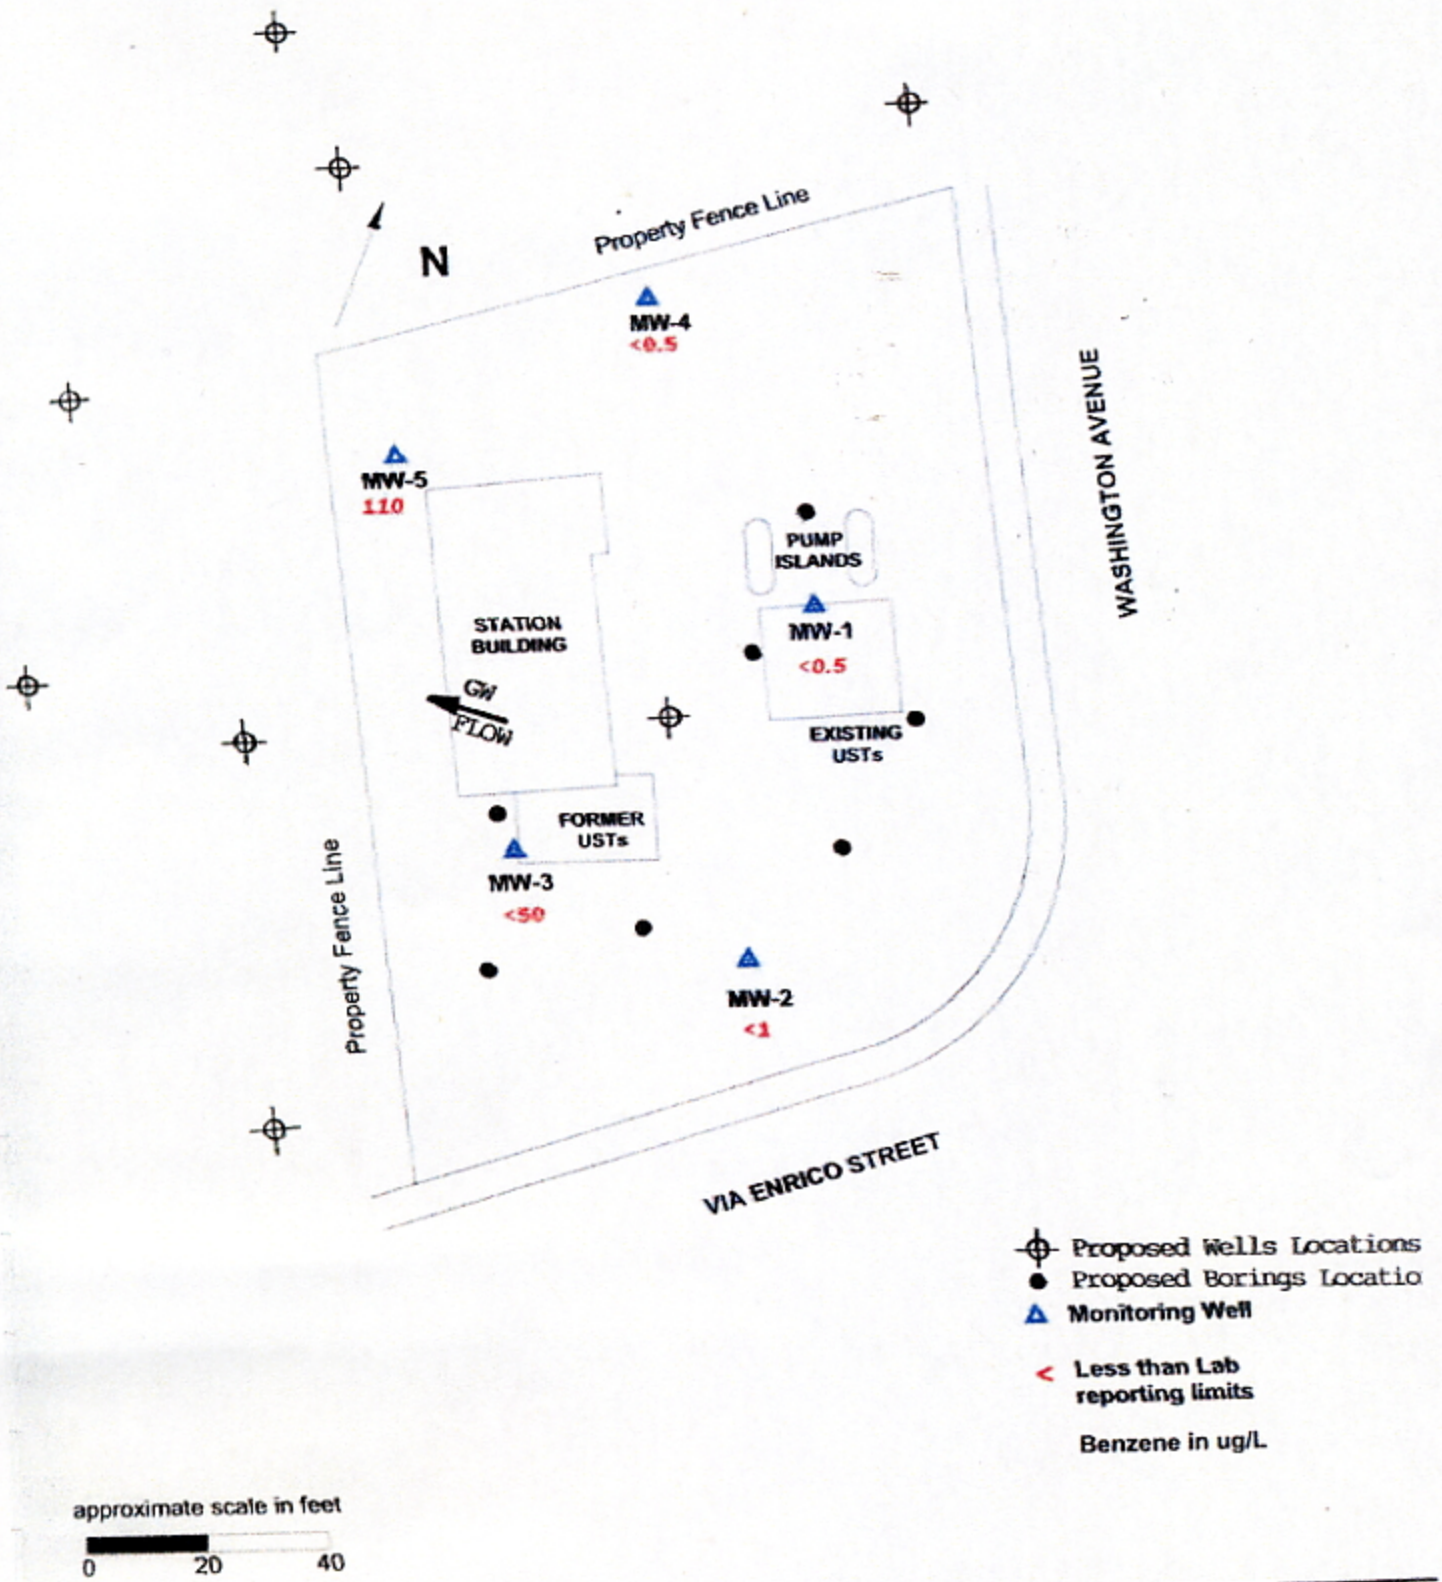 Property Fence Line
N
MW-4
<0.5
WASHINGTON AVENUE
MW-5
110
PUMP
ISLANDS
STATION
BUILDING
MW-1
<0.5
GW
FLOW
EXISTING
USTs
FORMER
USTs
MW-3
<50
Property Fence Line
MW-2
<1
VIA ENRICO STREET
Proposed Wells Locations
Proposed Borings Locatio
Monitoring Well
< Less than Lab
reporting limits
Benzene in ug/L
approximate scale in feet
0 20 40